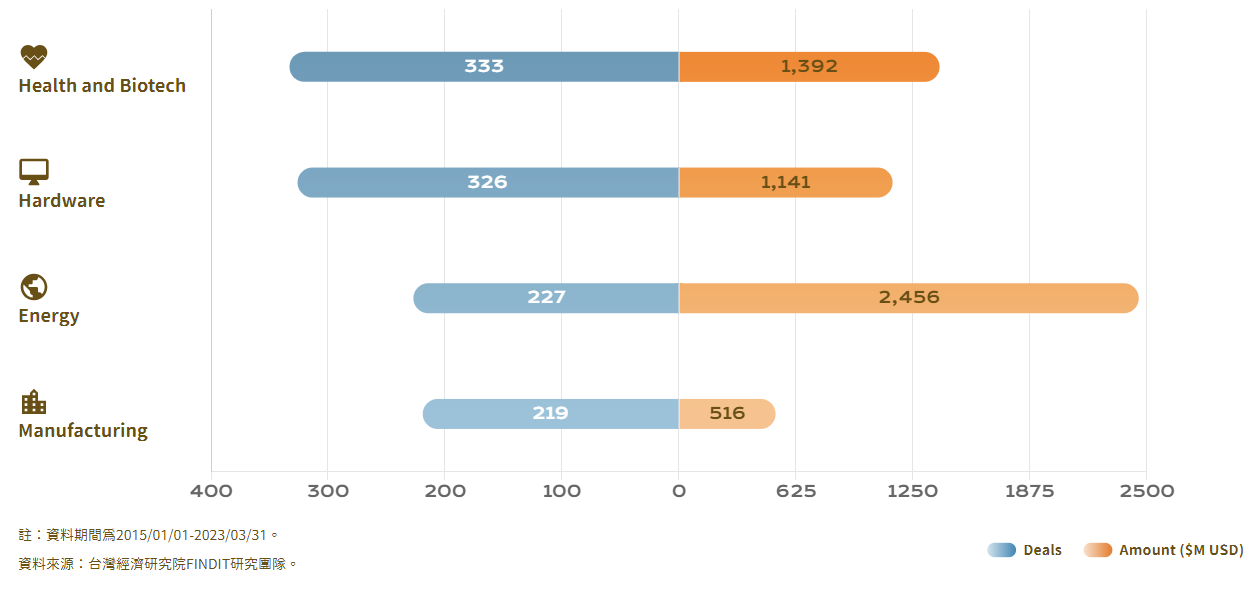 333 1,392
Health and Biotech
326 1,141
Hardware
227 2,456
Energy
219 516
Manufacturing
400 300 200 100 0 625 1250 1875 2500
註：資料期間為2015/01/01-2023/03/31。
資料來源：台灣經濟研究院FINDIT研究團隊。
Deals Amount ($M USD)